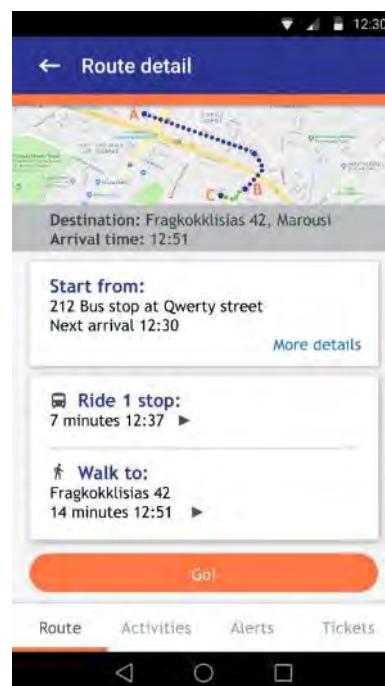 12:30
Route detail
A
B
C
Destination: Fragkokklisias 42, Marousi
Arrival time: 12:51
Start from:
212 Bus stop at Qwerty street
Next arrival 12:30
More details
Ride 1 stop:
7 minutes 12:37
Walk to:
Fragkokklisias 42
14 minutes 12:51
Go!
Route Activities Alerts Tickets